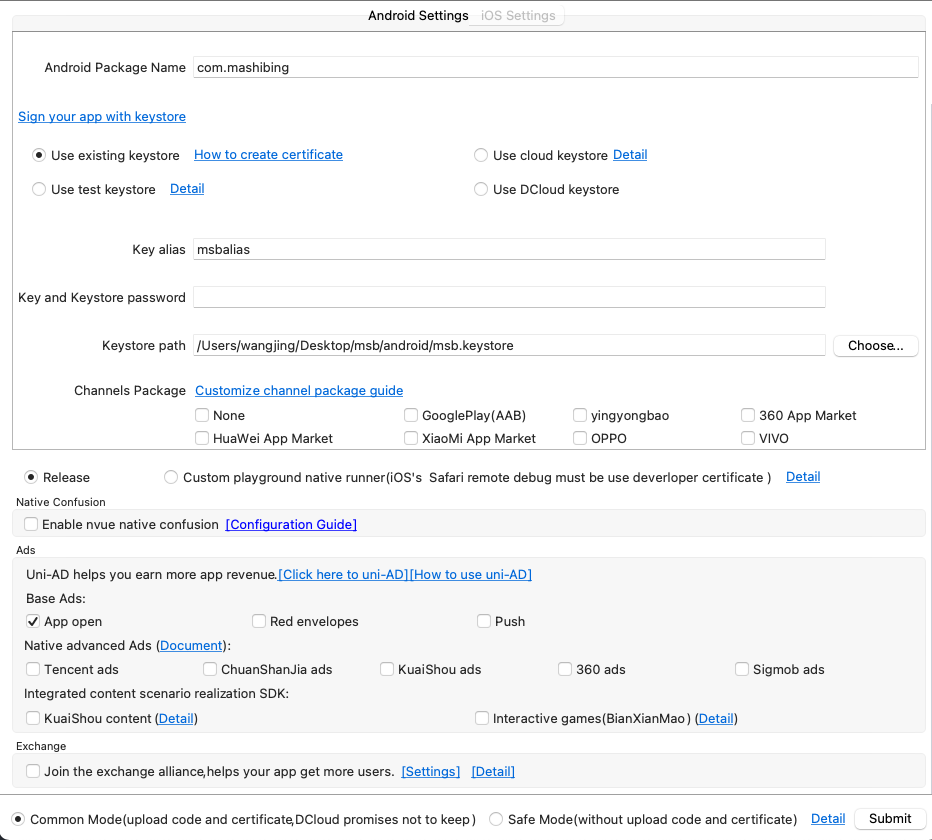 Android Settings iOS Settings
Android Package Name com.mashibing
Sign your app with keystore
Use existing keystore How to create certificate Use cloud keystore Detail
Use test keystore Detail Use DCloud keystore
Key alias msbalias
Key and Keystore password
Keystore path /Users/wangjing/Desktop/msb/android/msb.keystore Choose...
Channels Package Customize channel package guide
None GooglePlay(AAB) yingyongbao 360 App Market
HuaWei App Market XiaoMi App Market OPPO VIVO
Release Custom playground native runner(iOS's Safari remote debug must be use deverloper certificate ) Detail
Native Confusion
Enable nvue native confusion [Configuration Guide]
Ads
Uni-AD helps you earn more app revenue.[Click here to uni-AD][How to use uni-AD]
Base Ads:
App open Red envelopes Push
Native advanced Ads (Document):
Tencent ads ChuanShanJia ads KuaiShou ads 360 ads Sigmob ads
Integrated content scenario realization SDK:
KuaiShou content (Detail) Interactive games(BianXianMao) (Detail)
Exchange
Join the exchange alliance,helps your app get more users. [Settings] [Detail]
Common Mode(upload code and certificate,DCloud promises not to keep) Safe Mode(without upload code and certificate) Detail Submit